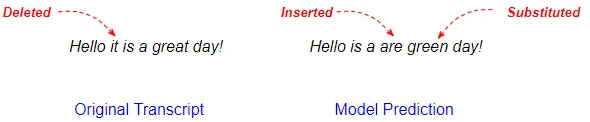 Deleted Inserted Substituted
Hello it is a great day! Hello is a are green day!
Original Transcript Model Prediction